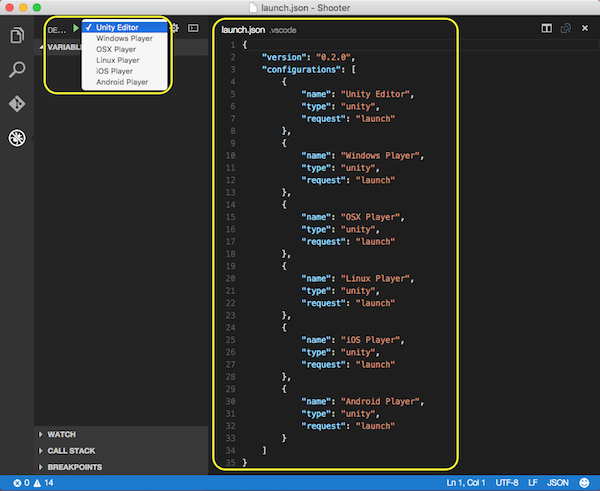 launch.json - Shooter
DE...
✓ Unity Editor
Windows Player
OSX Player
Linux Player
iOS Player
Android Player
VARIABL
WATCH
CALL STACK
BREAKPOINTS
launch.json .vscode
1 {
2 "version": "0.2.0",
3 "configurations": [
4 {
5 "name": "Unity Editor",
6 "type": "unity",
7 "request": "launch"
8 },
9 {
10 "name": "Windows Player",
11 "type": "unity",
12 "request": "launch"
13 },
14 {
15 "name": "OSX Player",
16 "type": "unity",
17 "request": "launch"
18 },
19 {
20 "name": "Linux Player",
21 "type": "unity",
22 "request": "launch"
23 },
24 {
25 "name": "iOS Player",
26 "type": "unity",
27 "request": "launch"
28 },
29 {
30 "name": "Android Player",
31 "type": "unity",
32 "request": "launch"
33 }
34 ]
35 }
0 14 Ln 1, Col 1 UTF-8 LF JSON